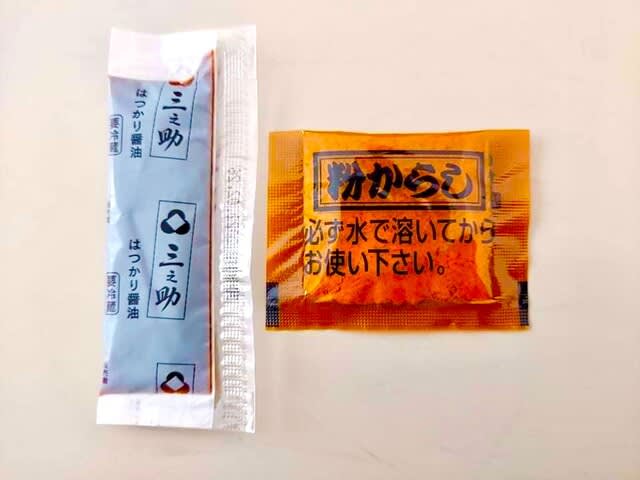 三之助
はつかり醤油
要冷蔵
三之助
はつかり醤油
要冷蔵
粉からし
必ず水で溶いてから
お使い下さい。